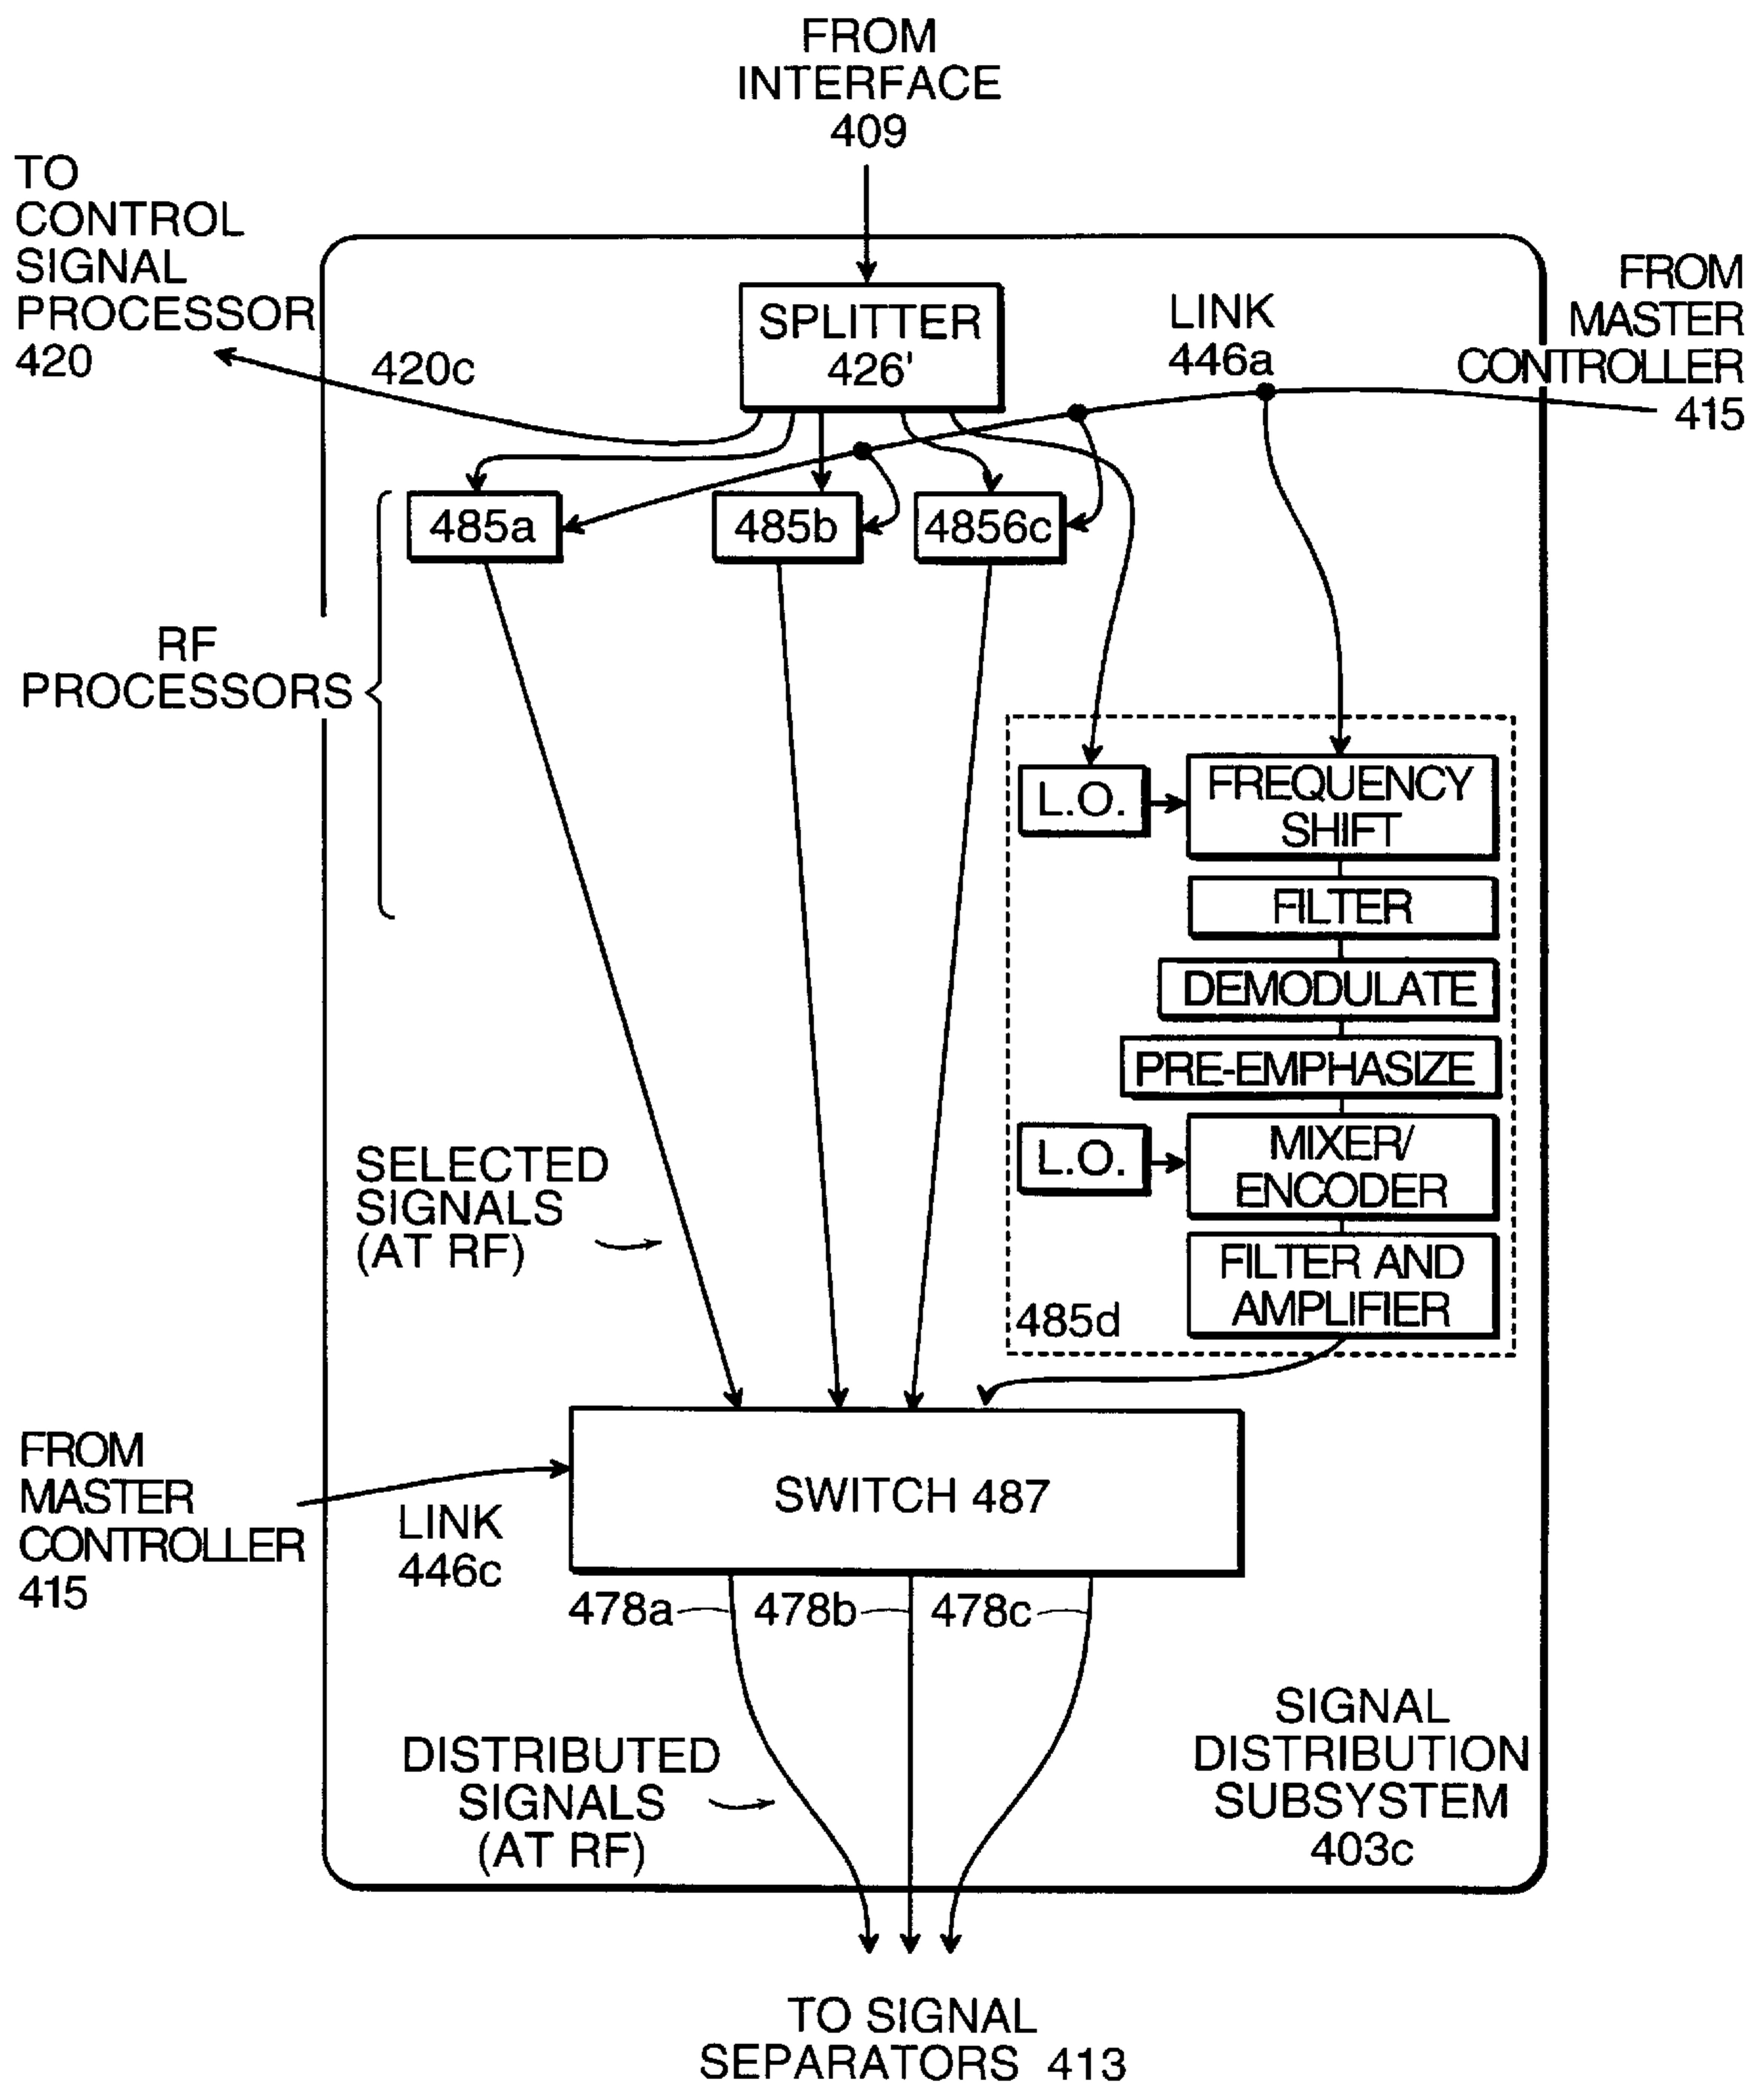 FROM
INTERFACE
409
TO
CONTROL
SIGNAL
PROCESSOR
420
420c
SPLITTER
426'
LINK
446a
FROM
MASTER
CONTROLLER
415
485a
485b
4856c
RF
PROCESSORS
L.O.
FREQUENCY
SHIFT
FILTER
DEMODULATE
PRE-EMPHASIZE
L.O.
MIXER/
ENCODER
FILTER AND
AMPLIFIER
485d
SELECTED
SIGNALS
(AT RF)
FROM
MASTER
CONTROLLER
415
LINK
446c
SWITCH 487
478a
478b
478c
DISTRIBUTED
SIGNALS
(AT RF)
SIGNAL
DISTRIBUTION
SUBSYSTEM
403c
TO SIGNAL
SEPARATORS 413